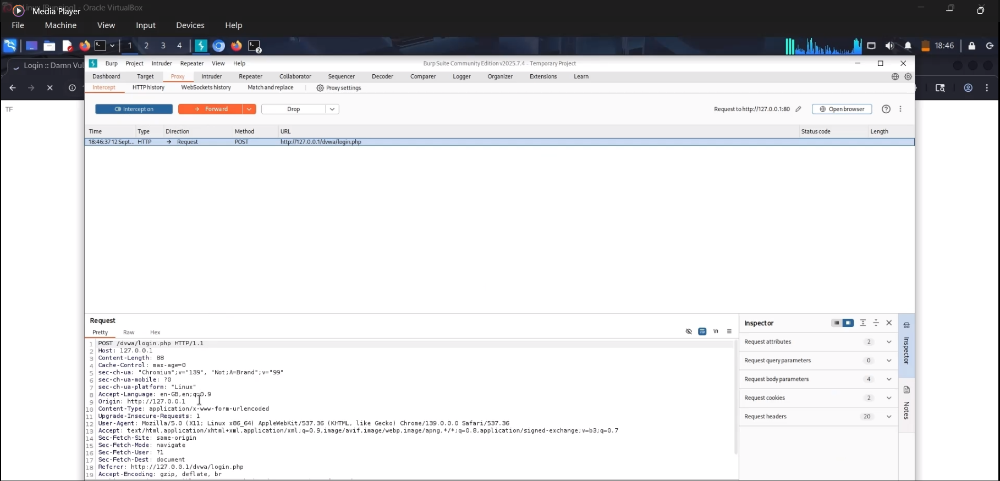 Linux [Running] - Oracle VirtualBox
Media Player
File Machine View Input Devices Help
1 2 3 4 2 18:46
Login :: Damn Vul
Burp Project Intruder Repeater View Help Burp Suite Community Edition v2025.7.4 - Temporary Project
Dashboard Target Proxy Intruder Repeater Collaborator Sequencer Decoder Comparer Logger Organizer Extensions Learn
Intercept HTTP history WebSockets history Match and replace Proxy settings
TF
Intercept on Forward Drop Request to http://127.0.0.1:80 Open browser
Time Type Direction Method URL Status code Length
18:46:37 12 Sept... HTTP → Request POST http://127.0.0.1/dvwa/login.php
Request
Pretty Raw Hex
\n
1 POST /dvwa/login.php HTTP/1.1
2 Host: 127.0.0.1
3 Content-Length: 88
4 Cache-Control: max-age=0
5 sec-ch-ua: "Chromium";v="139", "Not;A=Brand";v="99"
6 sec-ch-ua-mobile: ?0
7 sec-ch-ua-platform: "Linux"
8 Accept-Language: en-GB,en;q=0.9
9 Origin: http://127.0.0.1
10 Content-Type: application/x-www-form-urlencoded
11 Upgrade-Insecure-Requests: 1
12 User-Agent: Mozilla/5.0 (X11; Linux x86_64) AppleWebKit/537.36 (KHTML, like Gecko) Chrome/139.0.0.0 Safari/537.36
13 Accept: text/html,application/xhtml+xml,application/xml;q=0.9,image/avif,image/webp,image/apng,*/*;q=0.8,application/signed-exchange;v=b3;q=0.7
14 Sec-Fetch-Site: same-origin
15 Sec-Fetch-Mode: navigate
16 Sec-Fetch-User: ?1
17 Sec-Fetch-Dest: document
18 Referer: http://127.0.0.1/dvwa/login.php
19 Accept-Encoding: gzip, deflate, br
Inspector
Request attributes 2
Request query parameters 0
Request body parameters 4
Request cookies 2
Request headers 20
Inspector
Notes